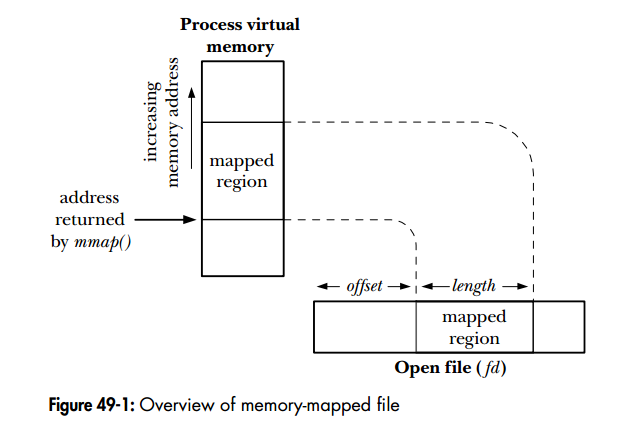 Process virtual
memory
increasing
memory address
mapped
region
address
returned
by mmap()
offset
length
mapped
region
Open file (fd)
Figure 49-1: Overview of memory-mapped file